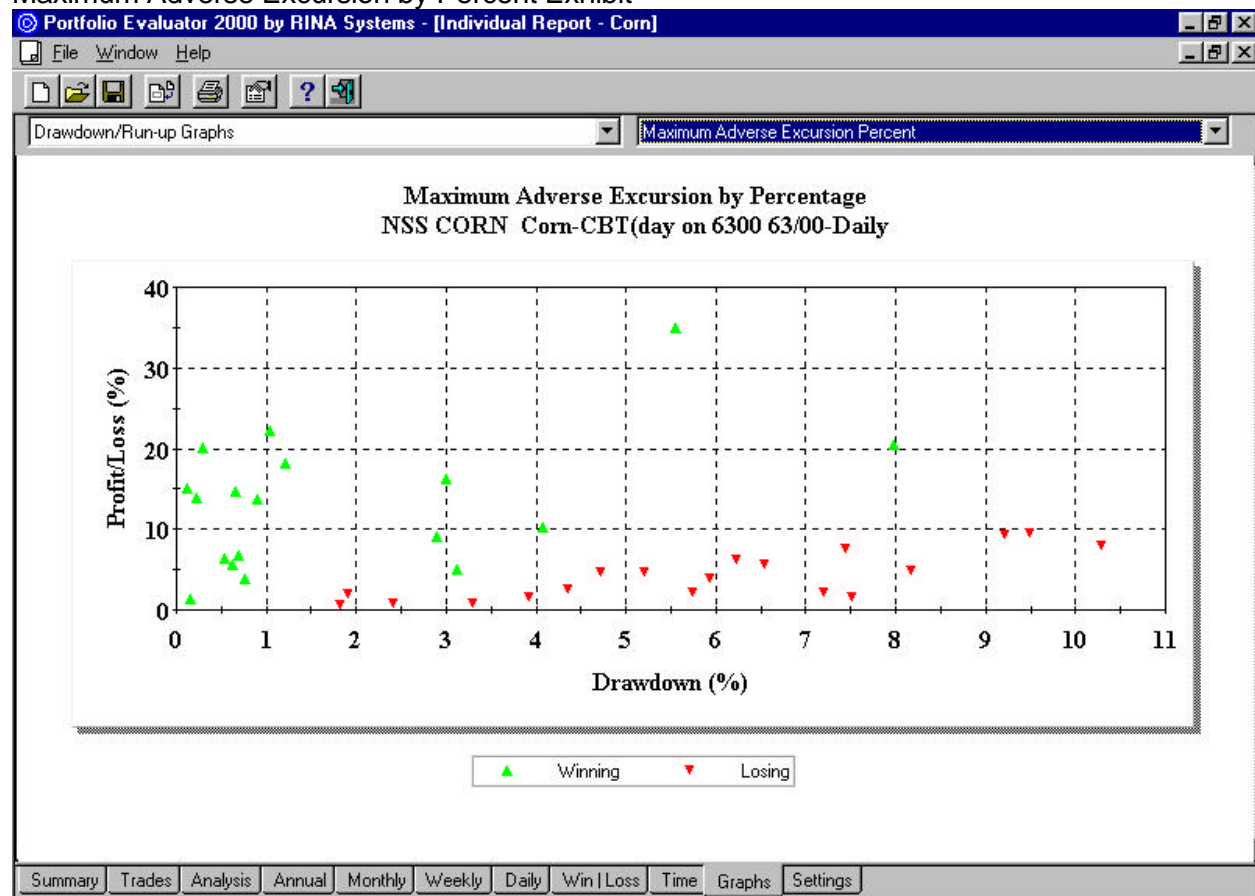 Maximum Adverse Excursion by Percent Exhibit
Portfolio Evaluator 2000 by RINA Systems - [Individual Report - Corn]
File Window Help
Drawdown/Run-up Graphs
Maximum Adverse Excursion Percent
Maximum Adverse Excursion by Percentage
NSS CORN Corn-CBT(day on 6300 63/00-Daily
Profit/Loss (%)
40
30
20
10
0
0 1 2 3 4 5 6 7 8 9 10 11
Drawdown (%)
Winning Losing
Summary Trades Analysis Annual Monthly Weekly Daily Win | Loss Time Graphs Settings